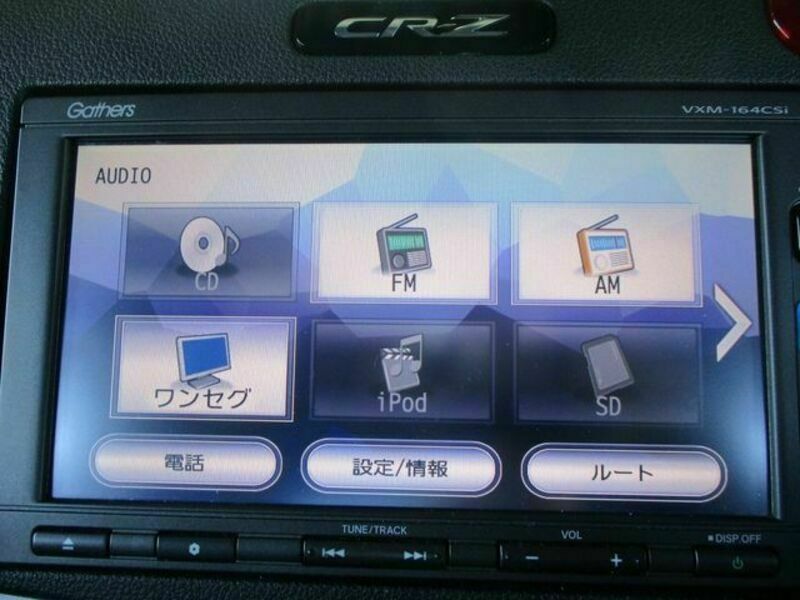 CR-Z
Gathers
VXM-164CSi
AUDIO
CD
FM
AM
ワンセグ
iPod
SD
電話
設定/情報
ルート
TUNE/TRACK
VOL
DISP OFF